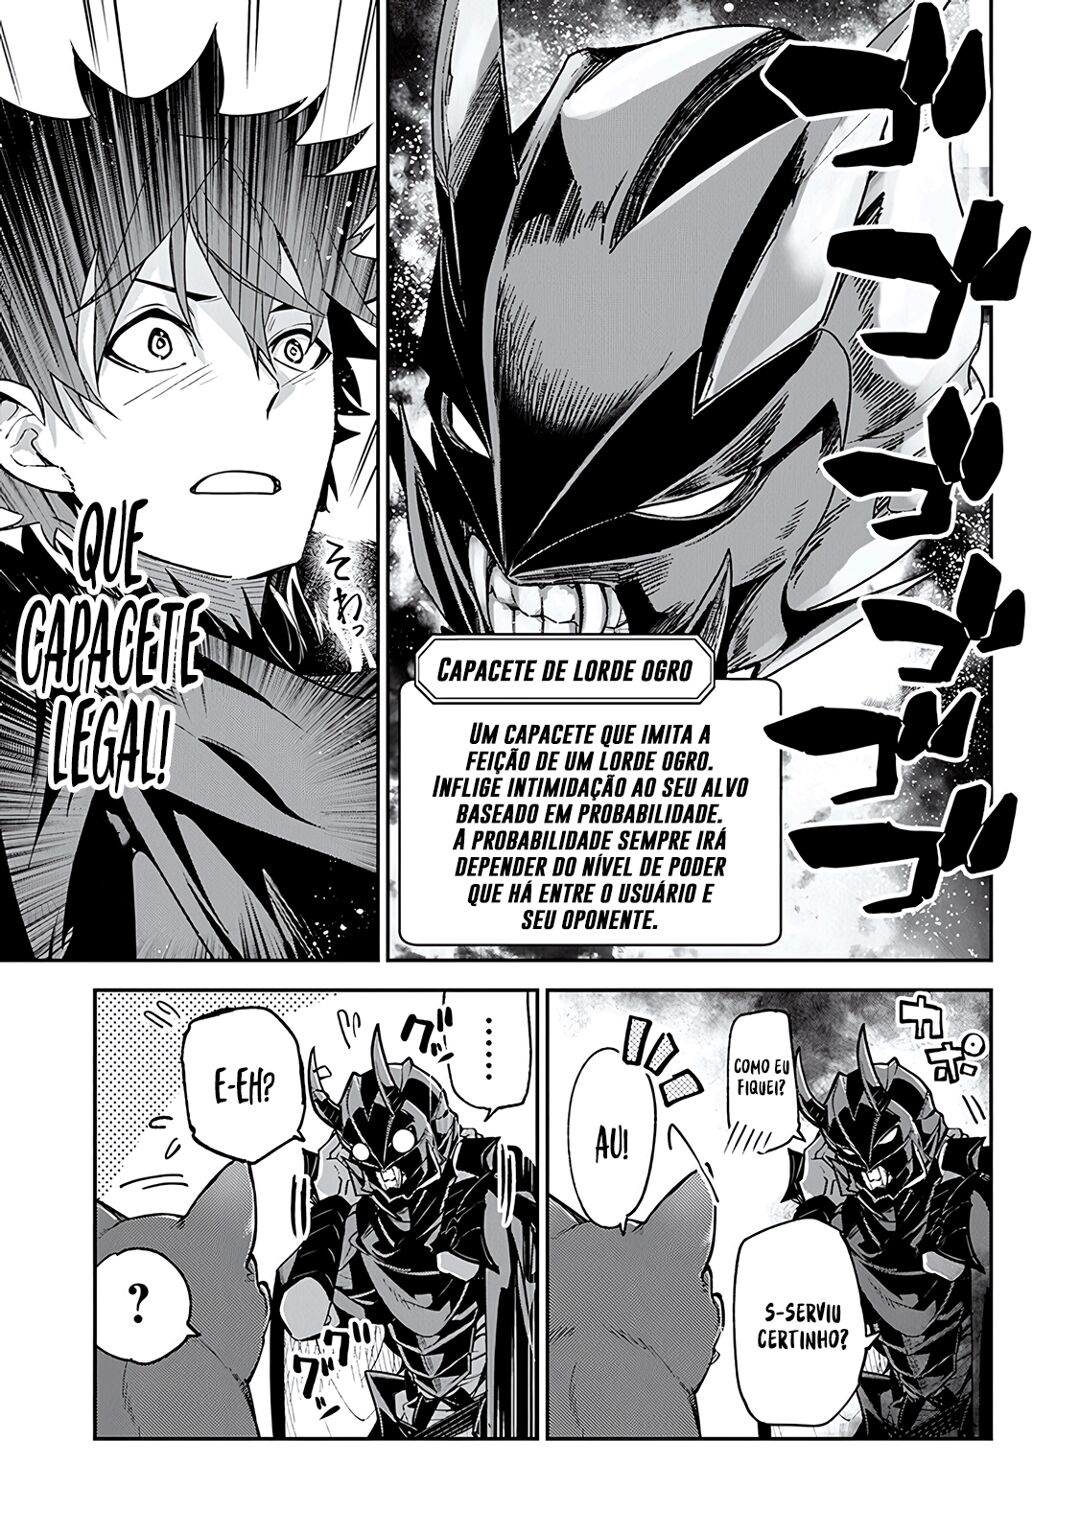 ゴ
ゴ
ゴ
ゴ
ゴ
ゴ
Capacete de lorde ogro
Um capacete que imita a
feição de um lorde ogro.
Inflige intimidação ao seu alvo
baseado em probabilidade.
A probabilidade sempre irá
depender do nível de poder
que há entre o usuário e
seu oponente.
そわっ
QUE
CAPACETE
LEGAL!
カポ
COMO EU
FIQUEI?
AU!
S-SERVIU
CERTINHO?
......
グッ
E-EH?
グググ
?